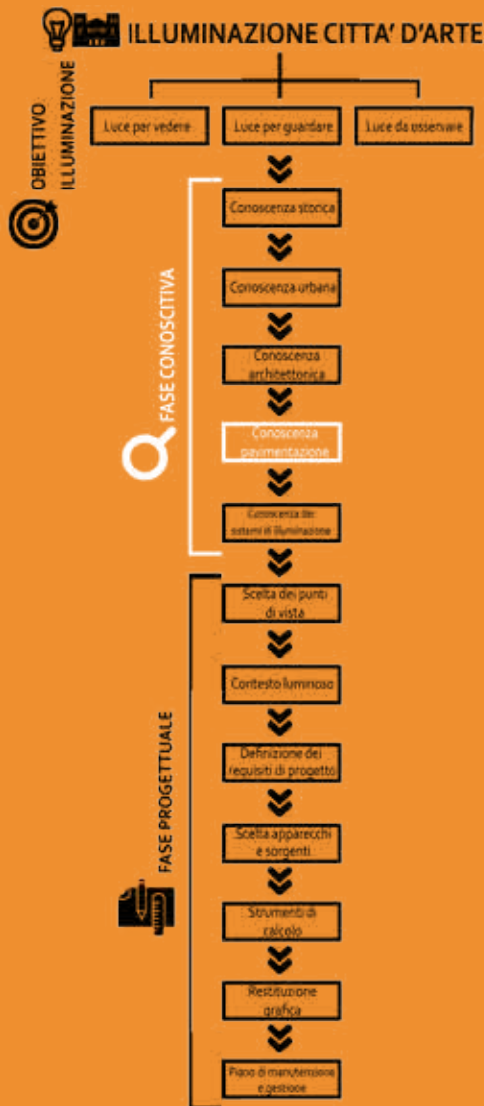 ILLUMINAZIONE CITTA' D'ARTE
OBIETTIVO
ILLUMINAZIONE
Luce per vedere
Luce per guardare
Luce da osservare
FASE CONOSCITIVA
Conoscenza storica
Conoscenza urbana
Conoscenza
architettonica
Conoscenza
pavimentazione
Conoscenza dei
sistemi di illuminazione
FASE PROGETTUALE
Scelta dei punti
di vista
Contesto luminoso
Definizione dei
requisiti di progetto
Scelta apparecchi
e sorgenti
Strumenti di
calcolo
Restituzione
grafica
Piano di manutenzione
e gestione